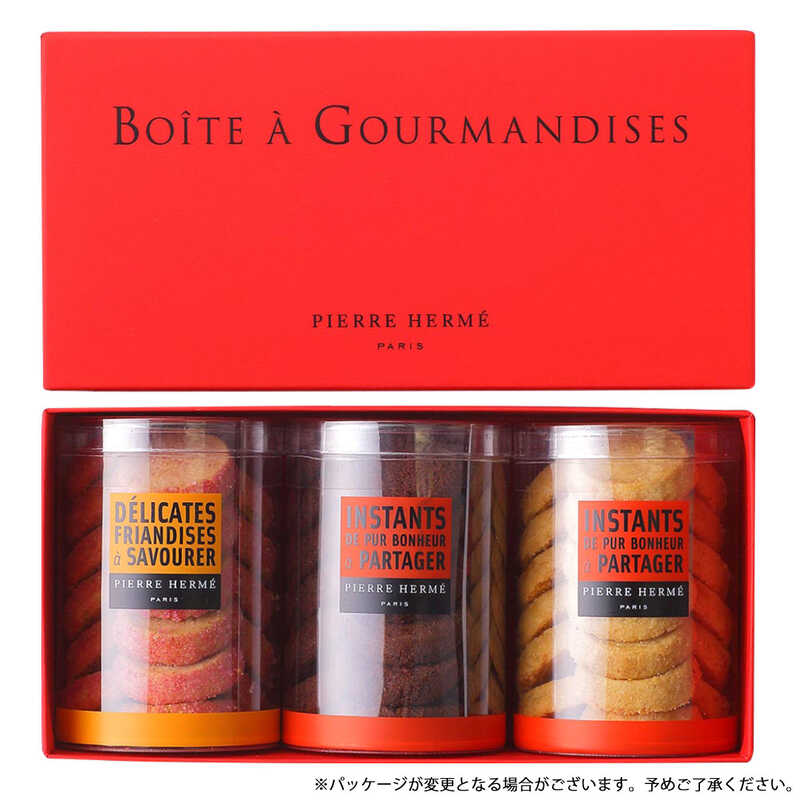 BOÎTE À GOURMANDISES
PIERRE HERMÉ
PARIS
DÉLICATES
FRIANDISES
à SAVOURER
PIERRE HERMÉ
PARIS
INSTANTS
DE PUR BONHEUR
à PARTAGER
PIERRE HERMÉ
PARIS
INSTANTS
DE PUR BONHEUR
à PARTAGER
PIERRE HERMÉ
PARIS
※パッケージが変更となる場合がございます。予めご了承ください。